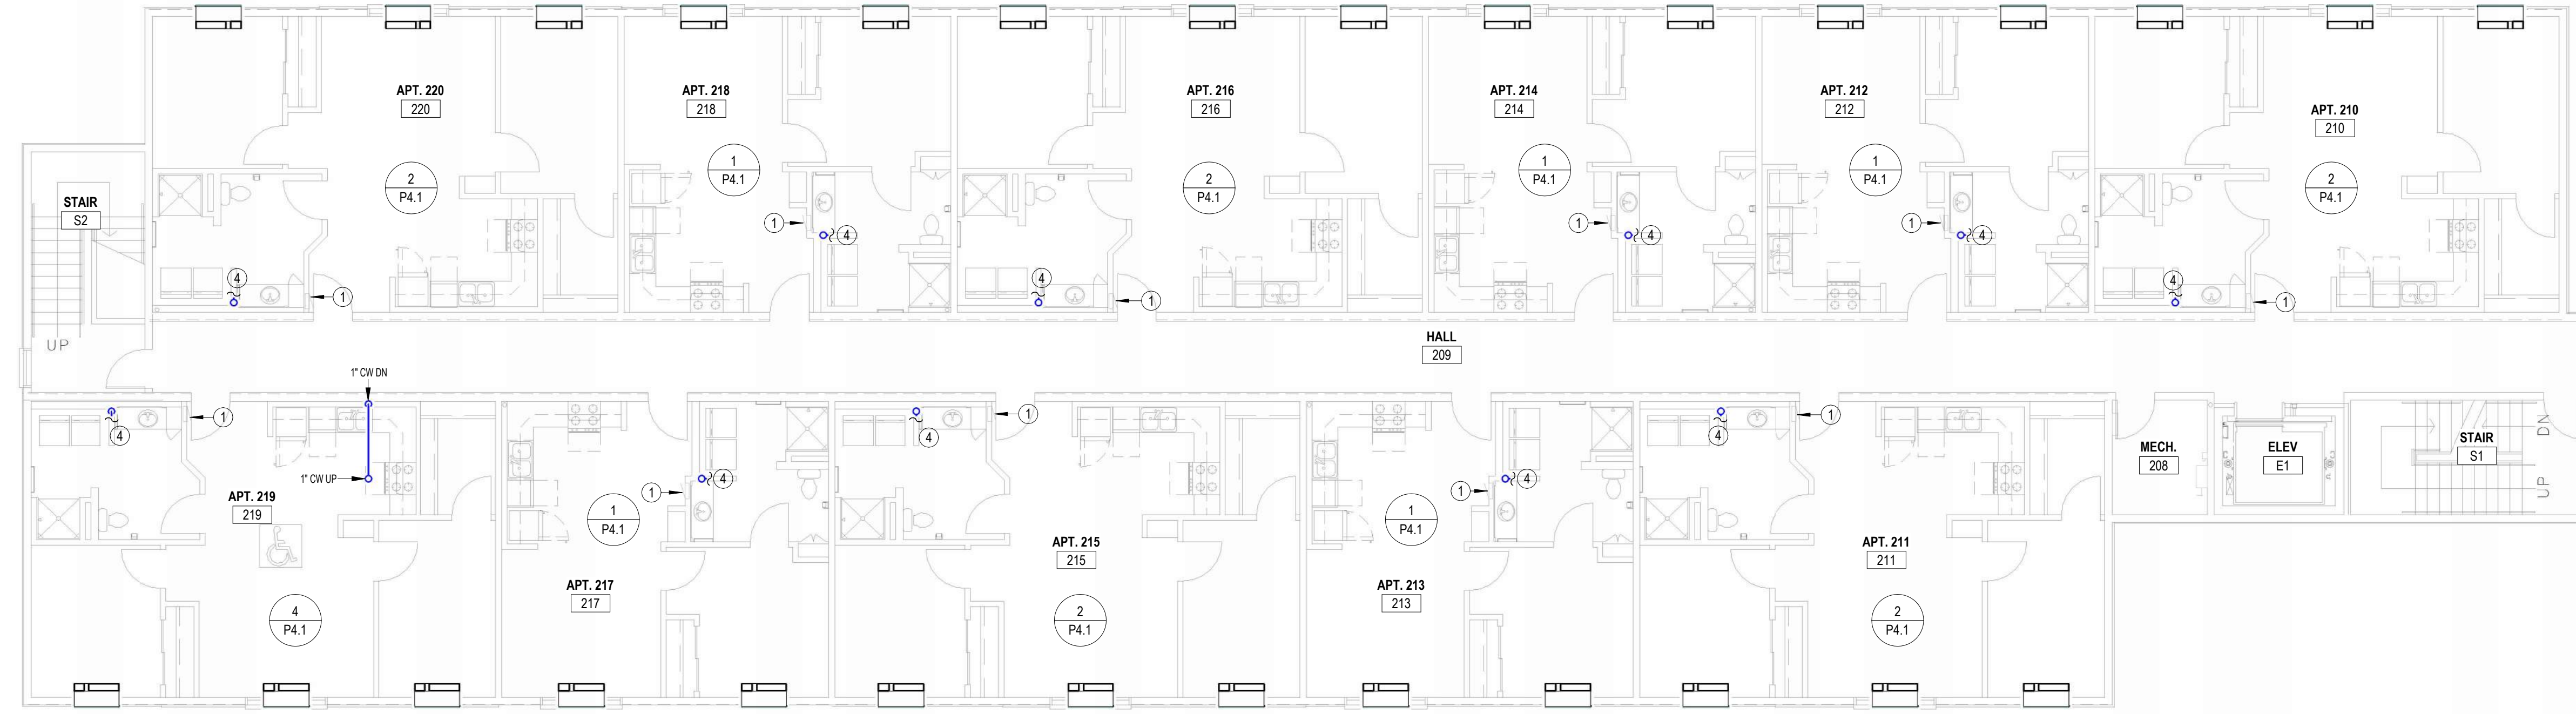 APT. 220
220
APT. 218
218
APT. 216
216
APT. 214
214
APT. 212
212
APT. 210
210
2
P4.1
1
P4.1
2
P4.1
1
P4.1
1
P4.1
2
P4.1
STAIR
S2
UP
4
1
1
4
4
1
1
4
1
4
4
1
HALL
209
1" CW DN
1" CW UP
4
1
1
4
4
1
1
4
4
1
APT. 219
219
4
P4.1
1
P4.1
APT. 217
217
APT. 215
215
2
P4.1
1
P4.1
APT. 213
213
APT. 211
211
2
P4.1
MECH.
208
ELEV
E1
STAIR
S1
DN
UP